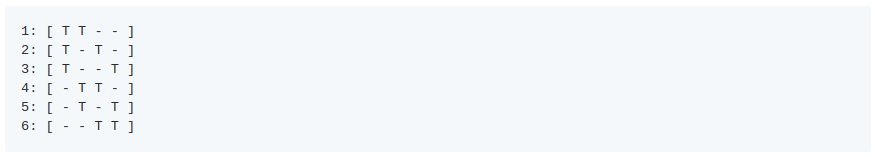 1: [ T T - - ]
2: [ T - T - ]
3: [ T - - T ]
4: [ - T T - ]
5: [ - T - T ]
6: [ - - T T ]